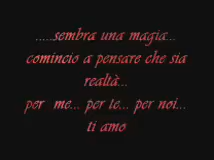 .....sembra una magia...
comincio a pensare che sia
realtà...
per me... per te... per noi...
ti amo